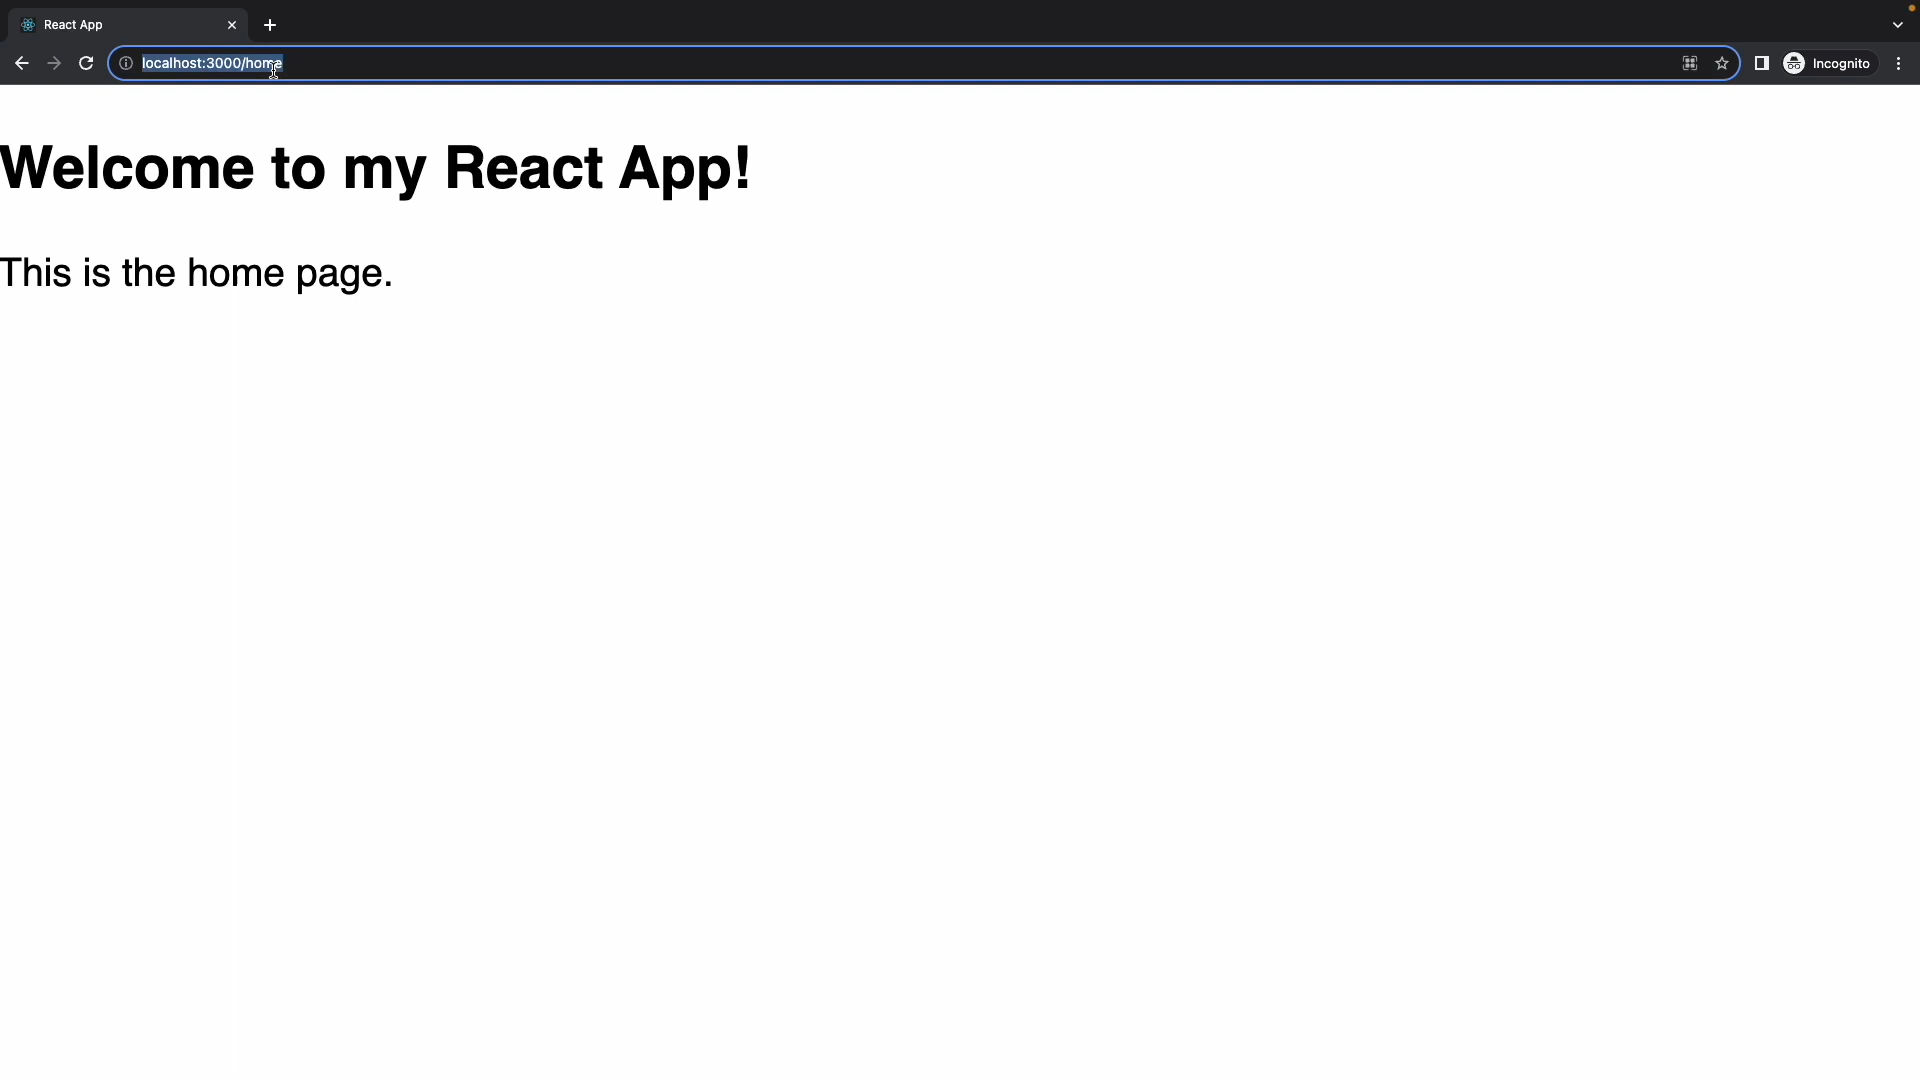 React App
localhost:3000/home
Incognito
Welcome to my React App!
This is the home page.